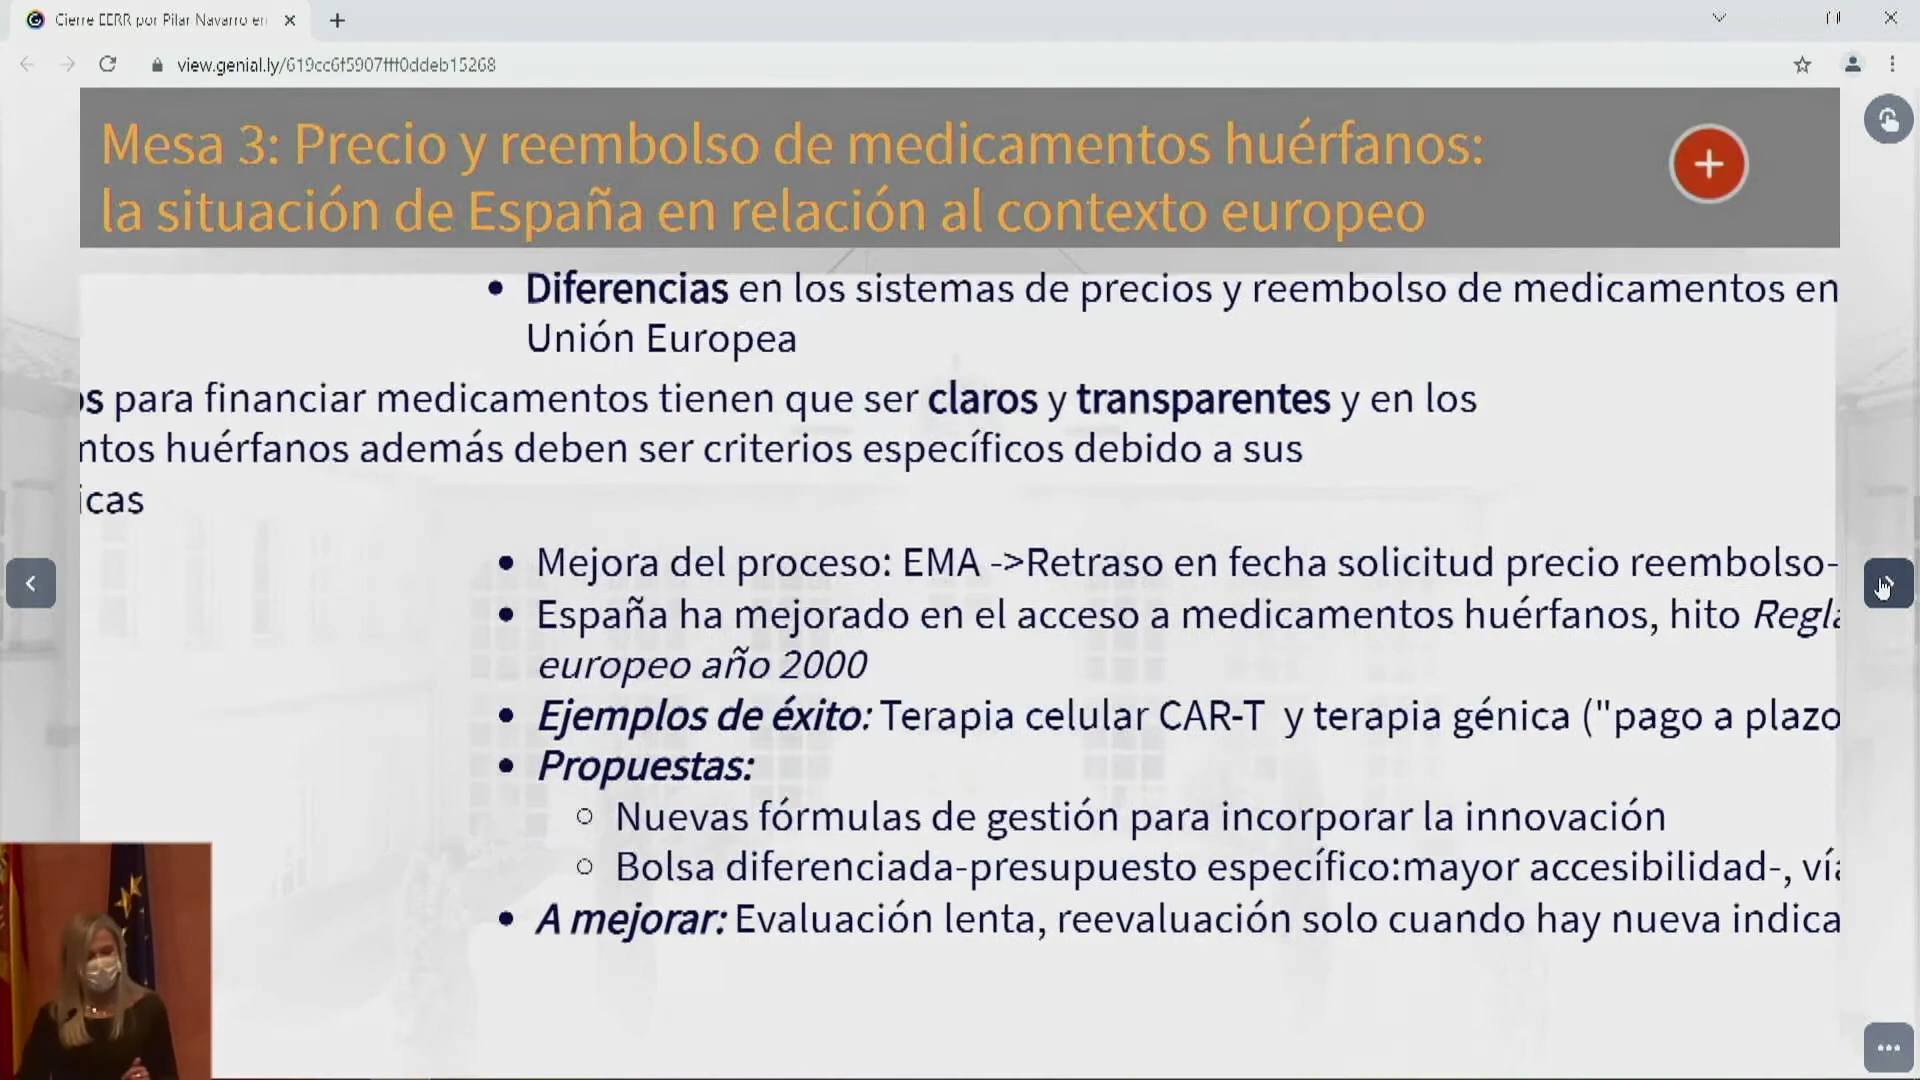 Cierre EERR por Pilar Navarro en
view.genial.ly/619cc6f5907fff0ddeb15268
Mesa 3: Precio y reembolso de medicamentos huérfanos:
la situación de España en relación al contexto europeo
• Diferencias en los sistemas de precios y reembolso de medicamentos en
Unión Europea
os para financiar medicamentos tienen que ser claros y transparentes y en los
ntos huérfanos además deben ser criterios específicos debido a sus
icas
• Mejora del proceso: EMA ->Retraso en fecha solicitud precio reembolso-
• España ha mejorado en el acceso a medicamentos huérfanos, hito Regla
europeo año 2000
• Ejemplos de éxito: Terapia celular CAR-T y terapia génica ("pago a plazo
• Propuestas:
○ Nuevas fórmulas de gestión para incorporar la innovación
○ Bolsa diferenciada-presupuesto específico:mayor accesibilidad-, vía
• A mejorar: Evaluación lenta, reevaluación solo cuando hay nueva indica